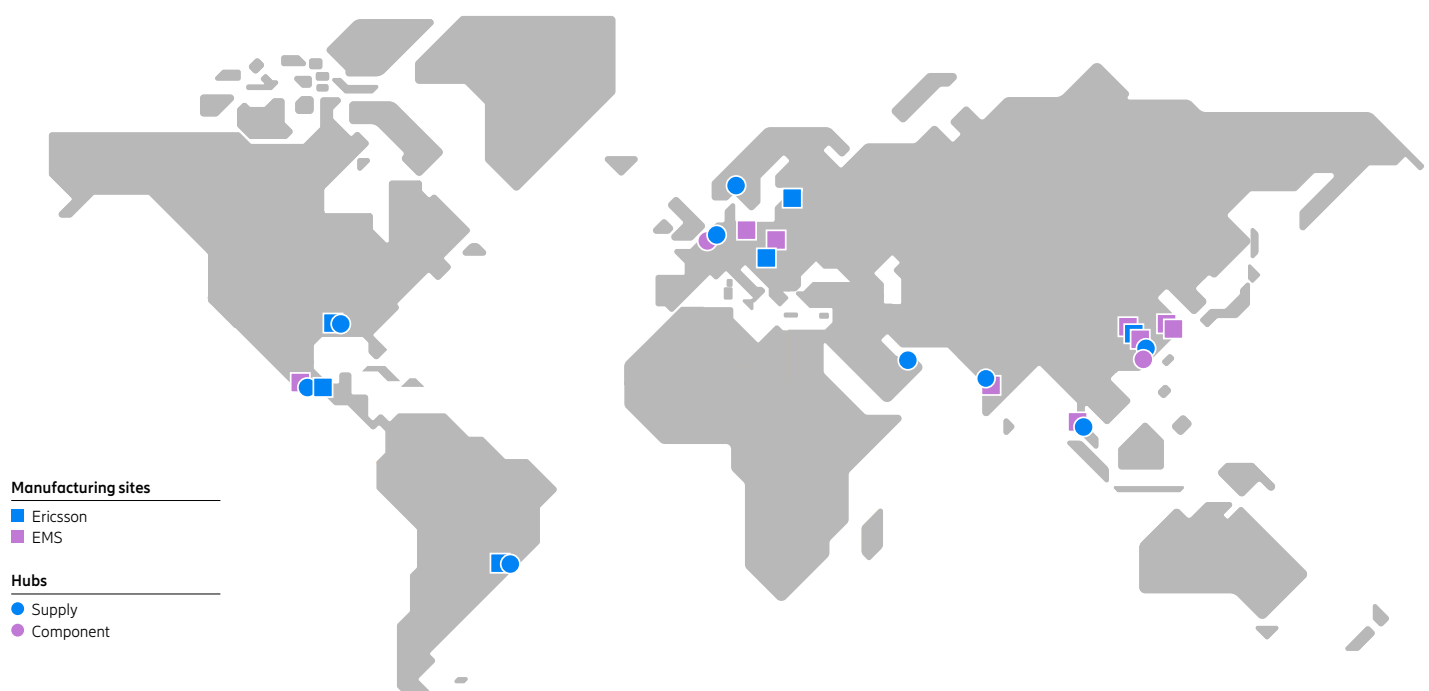 Manufacturing sites
Ericsson
EMS
Hubs
Supply
Component